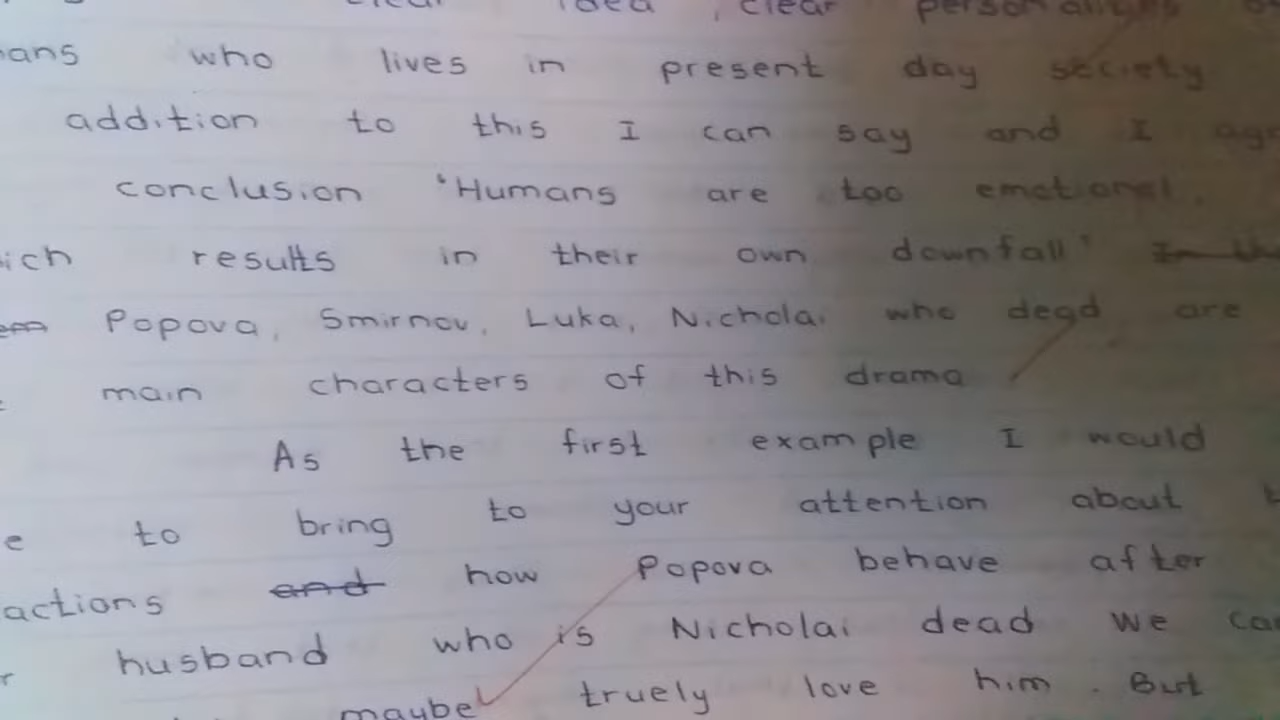 clear idea, clear personalities
who lives in present day society
addition to this I can say and I
conclusion 'Humans are too emotional.
results in their own downfall'
Popova, Smirnov, Luka, Nicholai who dead are
main characters of this drama
As the first example I would
to bring to your attention about
actions and how Popova behave after
husband who is Nicholai dead we can
maybe truely love him. But